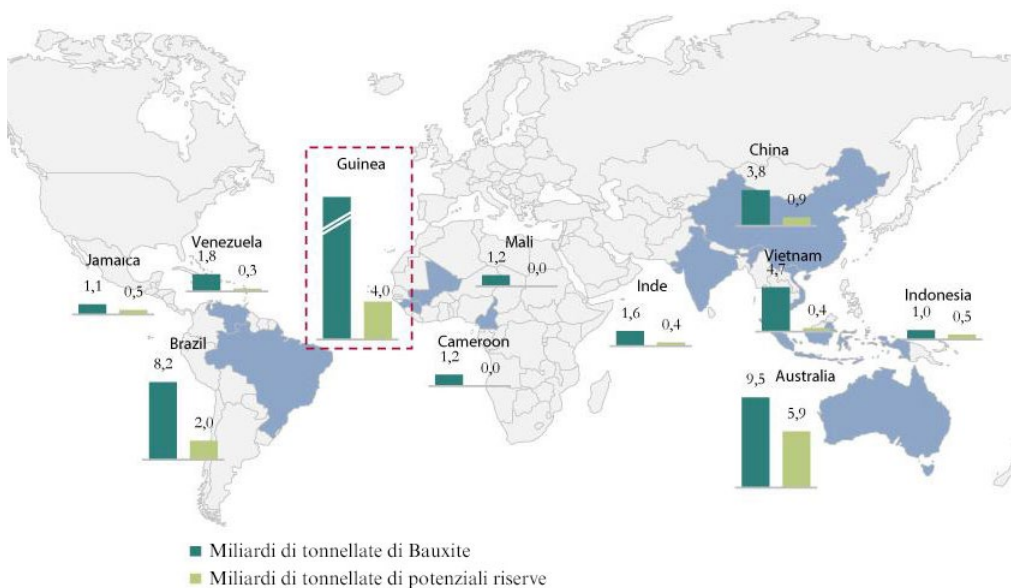 China
3,8
0,9
Guinea
4,0
Venezuela
1,8
0,3
Jamaica
1,1
0,5
Mali
1,2
0,0
Vietnam
4,7
0,4
Inde
1,6
0,4
Indonesia
1,0
0,5
Brazil
8,2
2,0
Cameroon
1,2
0,0
Australia
9,5
5,9
Miliardi di tonnellate di Bauxite
Miliardi di tonnellate di potenziali riserve